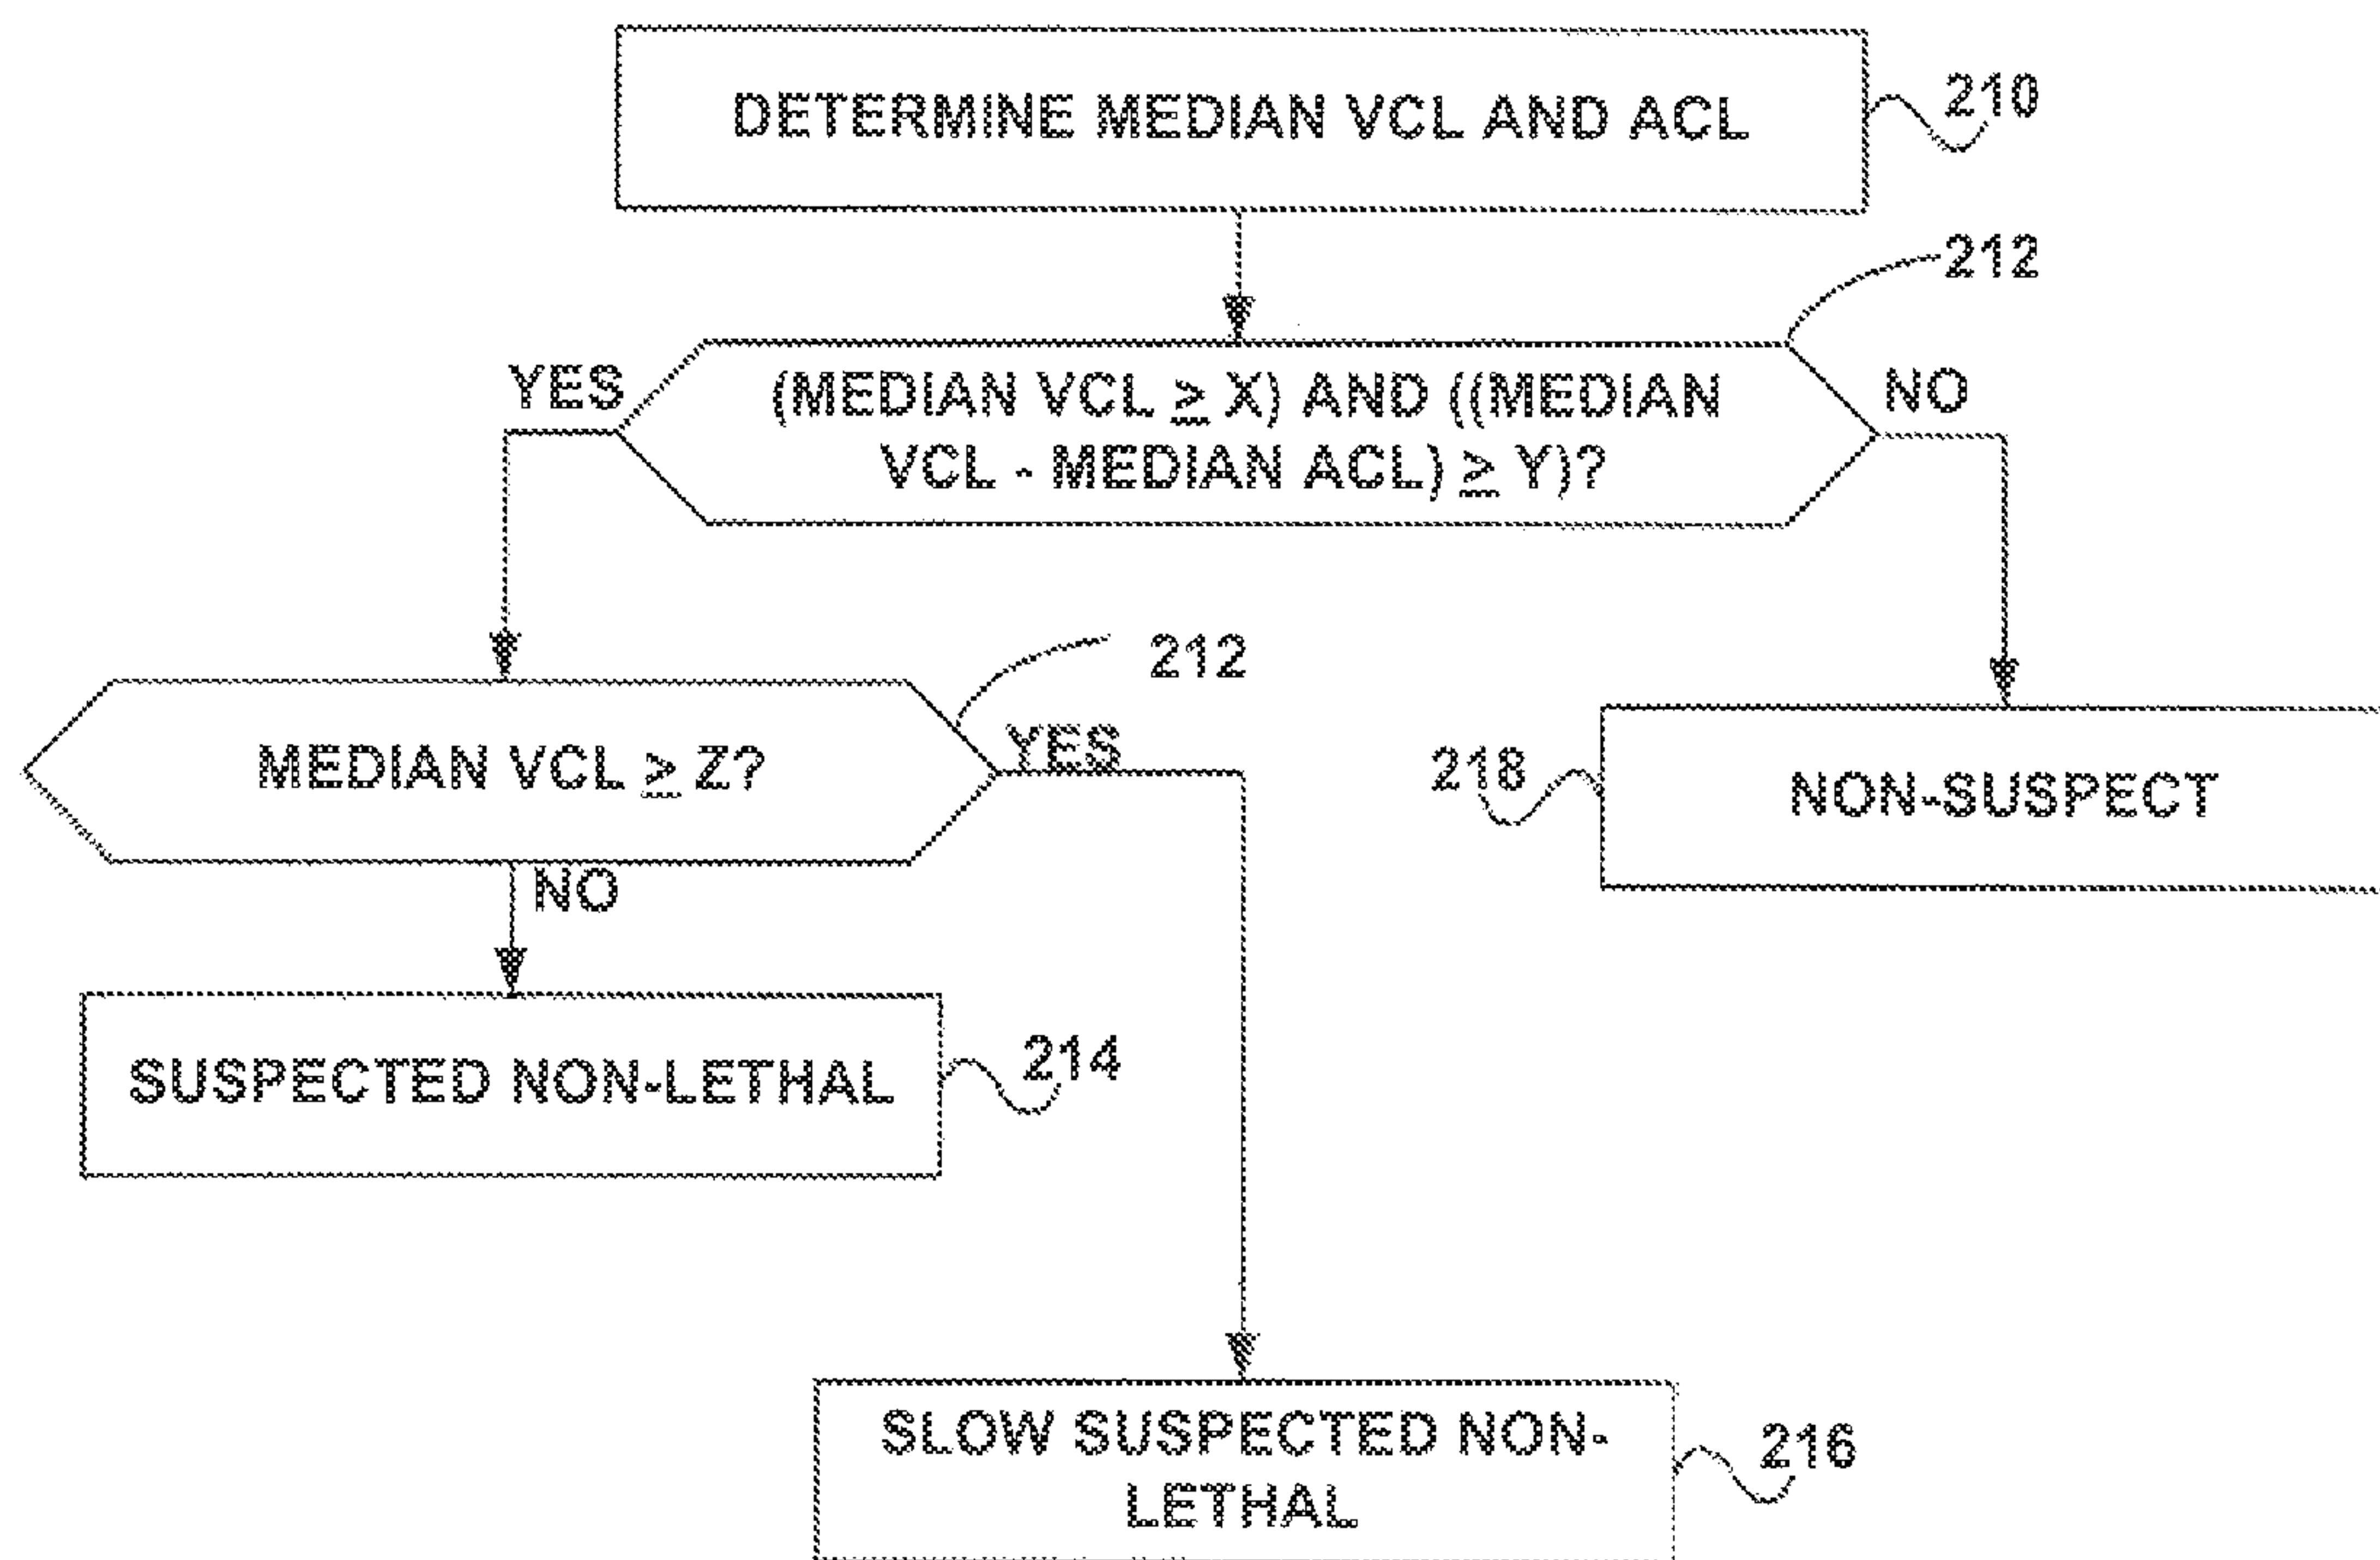 DETERMINE MEDIAN VCL AND ACL
210
212
YES
(MEDIAN VCL ≥ X) AND ((MEDIAN
VCL - MEDIAN ACL) ≥ Y)?
NO
212
MEDIAN VCL ≥ Z?
YES
218
NON-SUSPECT
NO
SUSPECTED NON-LETHAL
214
SLOW SUSPECTED NON-
LETHAL
216